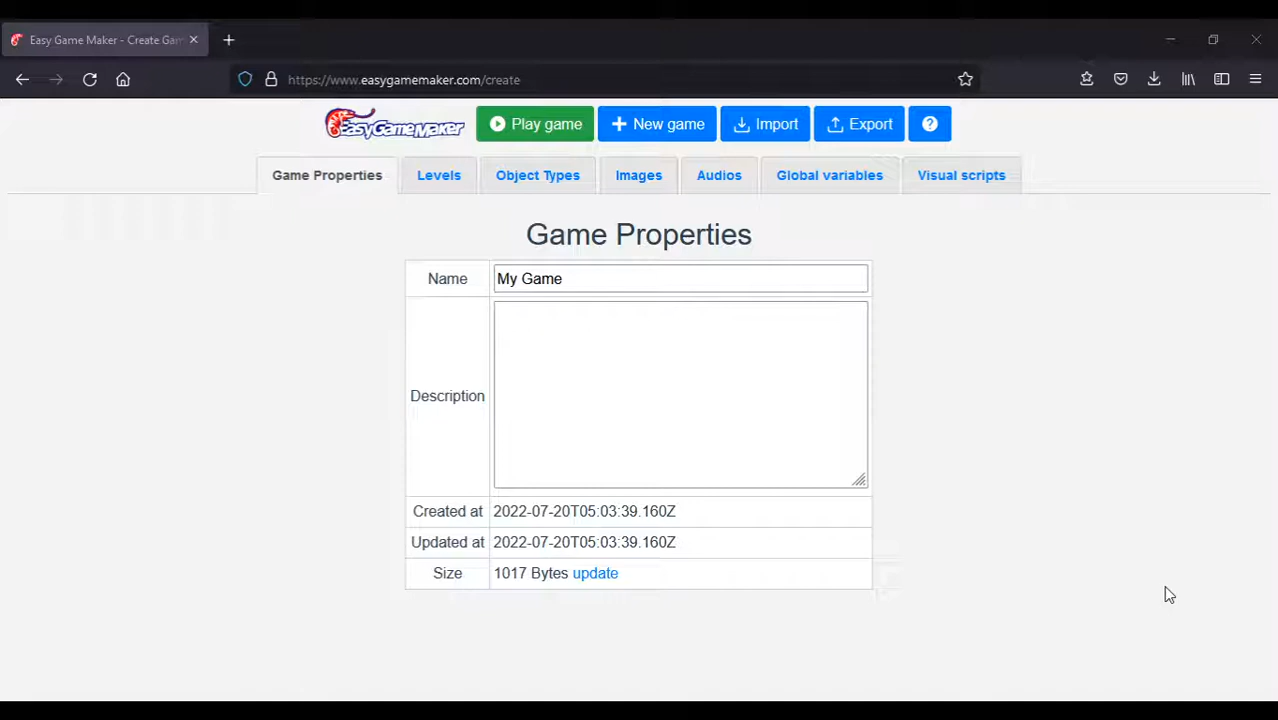 Easy Game Maker - Create Gam
https://www.easygamemaker.com/create
EasyGameMaker
Play game
New game
Import
Export
?
Game Properties
Levels
Object Types
Images
Audios
Global variables
Visual scripts
Game Properties
Name
My Game
Description
Created at
2022-07-20T05:03:39.160Z
Updated at
2022-07-20T05:03:39.160Z
Size
1017 Bytes update